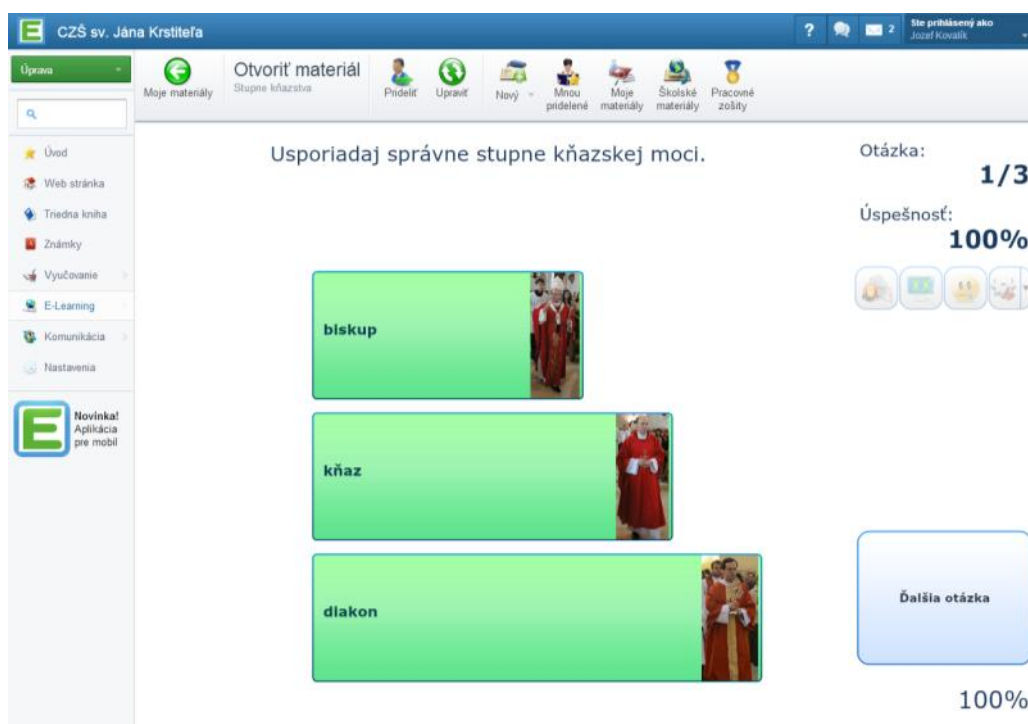 CZŠ sv. Jána Krstiteľa
? 2
Ste prihlásený ako
Jozef Kovalík
Úprava
Moje materiály
Otvoriť materiál
Stupne kňazstva
Prideliť
Upraviť
Nový
Mnou pridelené
Moje materiály
Školské materiály
Pracovné zošity
Úvod
Web stránka
Triedna kniha
Známky
Vyučovanie
E-Learning
Komunikácia
Nastavenia
Novinka!
Aplikácia
pre mobil
Usporiadaj správne stupne kňazskej moci.
biskup
kňaz
diakon
Otázka:
1/3
Úspešnosť:
100%
Ďalšia otázka
100%